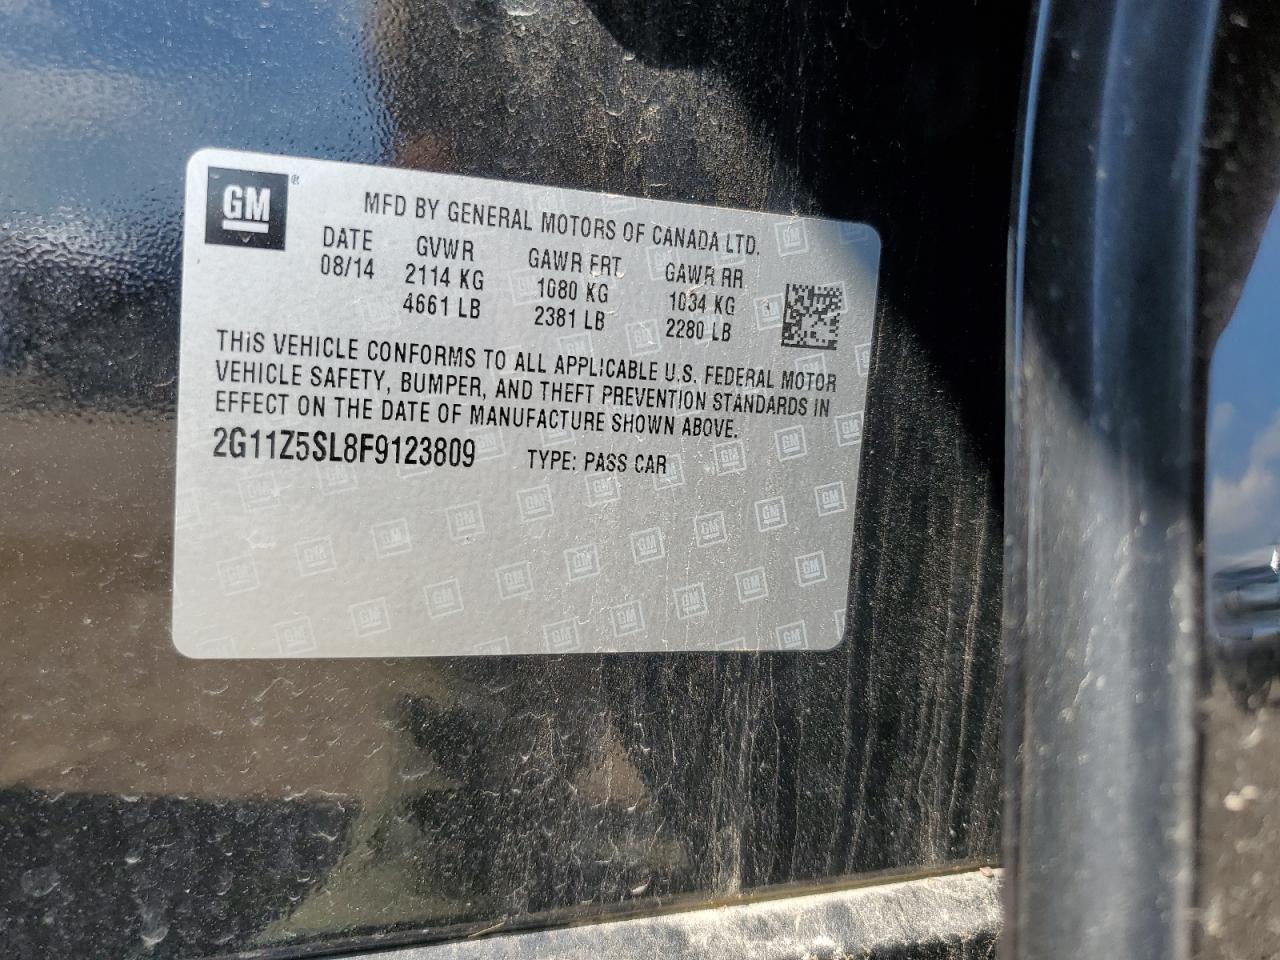 GM ®
MFD BY GENERAL MOTORS OF CANADA LTD.
DATE GVWR GAWR FRT GAWR RR
08/14 2114 KG 1080 KG 1034 KG
4661 LB 2381 LB 2280 LB
THIS VEHICLE CONFORMS TO ALL APPLICABLE U.S. FEDERAL MOTOR
VEHICLE SAFETY, BUMPER, AND THEFT PREVENTION STANDARDS IN
EFFECT ON THE DATE OF MANUFACTURE SHOWN ABOVE.
2G11Z5SL8F9123809 TYPE: PASS CAR